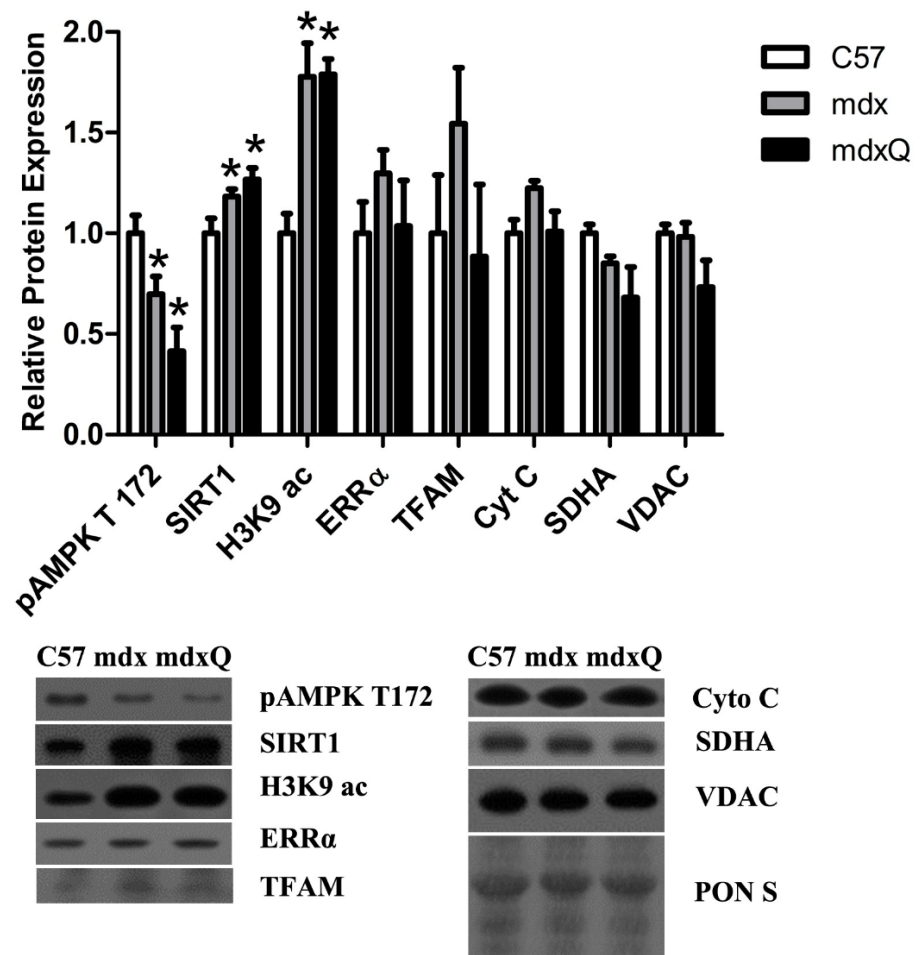 Relative Protein Expression
2.0
1.5
1.0
0.5
0.0
* * * * * *
C57
mdx
mdxQ
pAMPK T 172
SIRT1
H3K9 ac
ERRα
TFAM
Cyt C
SDHA
VDAC
C57 mdx mdxQ
pAMPK T172
SIRT1
H3K9 ac
ERRα
TFAM
C57 mdx mdxQ
Cyto C
SDHA
VDAC
PON S